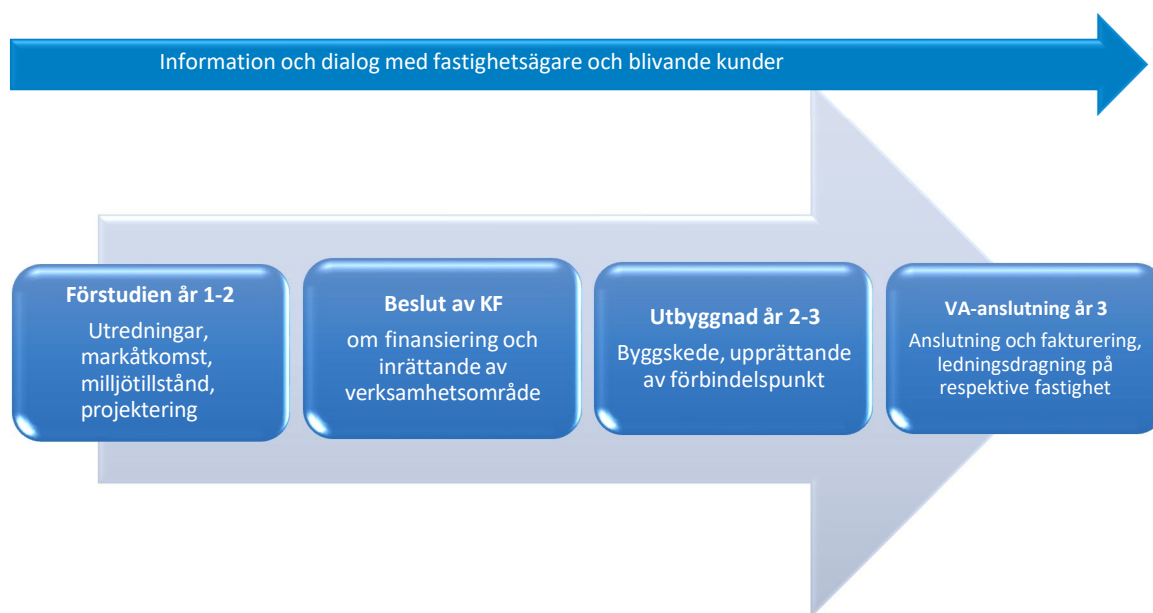 Information och dialog med fastighetsägare och blivande kunder
Förstudien år 1-2
Utredningar,
markåtkomst,
milljötillstånd,
projektering
Beslut av KF
om finansiering och
inrättande av
verksamhetsområde
Utbyggnad år 2-3
Byggskede, upprättande
av förbindelspunkt
VA-anslutning år 3
Anslutning och fakturering,
ledningsdragning på
respektive fastighet